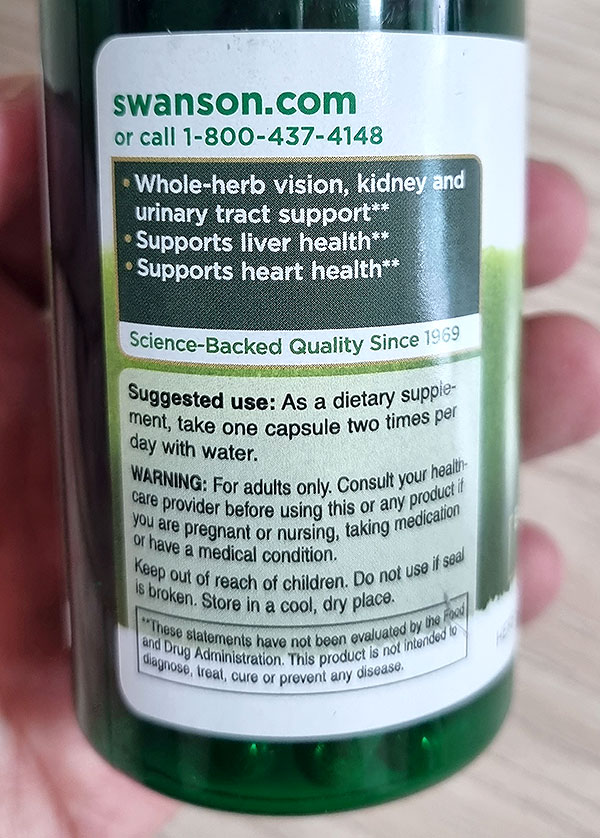 swanson.com
or call 1-800-437-4148
• Whole-herb vision, kidney and
urinary tract support**
• Supports liver health**
• Supports heart health**
Science-Backed Quality Since 1969
Suggested use: As a dietary supple-
ment, take one capsule two times per
day with water.
WARNING: For adults only. Consult your health-
care provider before using this or any product if
you are pregnant or nursing, taking medication
or have a medical condition.
Keep out of reach of children. Do not use if seal
is broken. Store in a cool, dry place.
**These statements have not been evaluated by the Food
and Drug Administration. This product is not intended to
diagnose, treat, cure or prevent any disease.